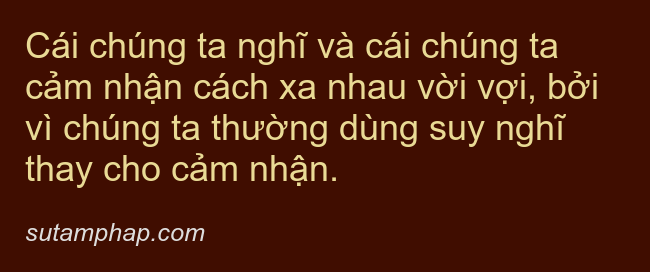 Cái chúng ta nghĩ và cái chúng ta
cảm nhận cách xa nhau vời vợi, bởi
vì chúng ta thường dùng suy nghĩ
thay cho cảm nhận.
sutamphap.com